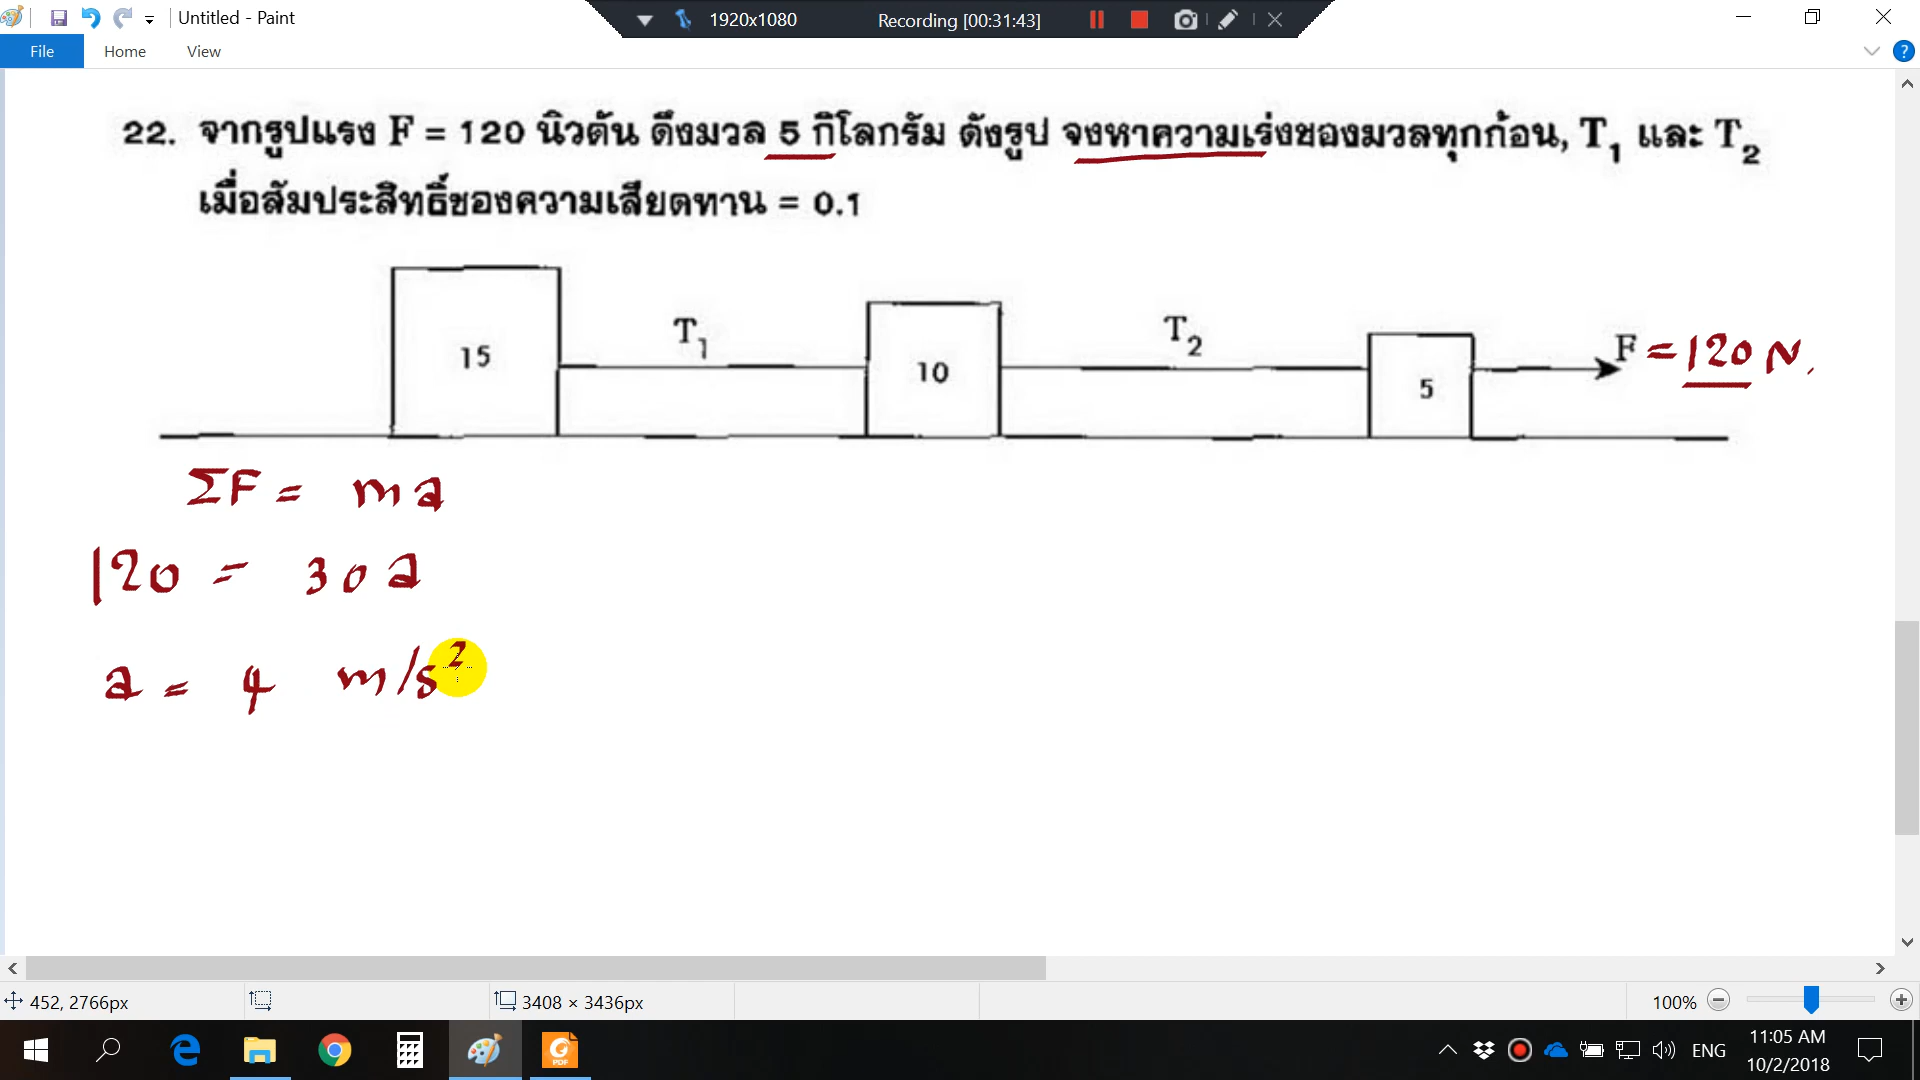 Untitled - Paint
1920x1080
Recording [00:31:43]
File
Home
View
22. จากรูปแรง F = 120 นิวตัน ดึงมวล 5 กิโลกรัม ดังรูป จงหาความเร่งของมวลทุกก้อน, T₁ และ T₂
เมื่อสัมประสิทธิ์ของความเสียดทาน = 0.1
15
T₁
10
T₂
5
F = 120 N.
ΣF = ma
120 = 30a
a = 4 m/s²
452, 2766px
3408 × 3436px
100%
PDF
ENG
11:05 AM
10/2/2018